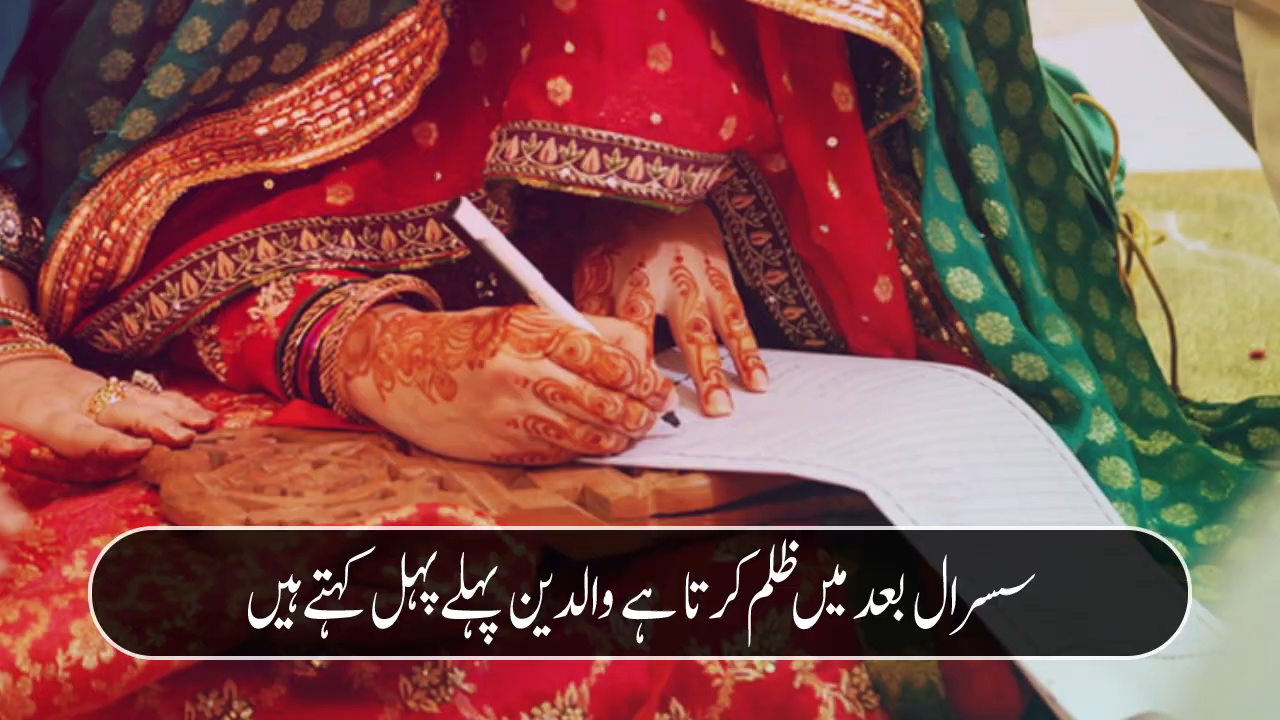 سسرال بعد میں ظلم کرتا ہے والدین پہلے پہل کہتے ہیں